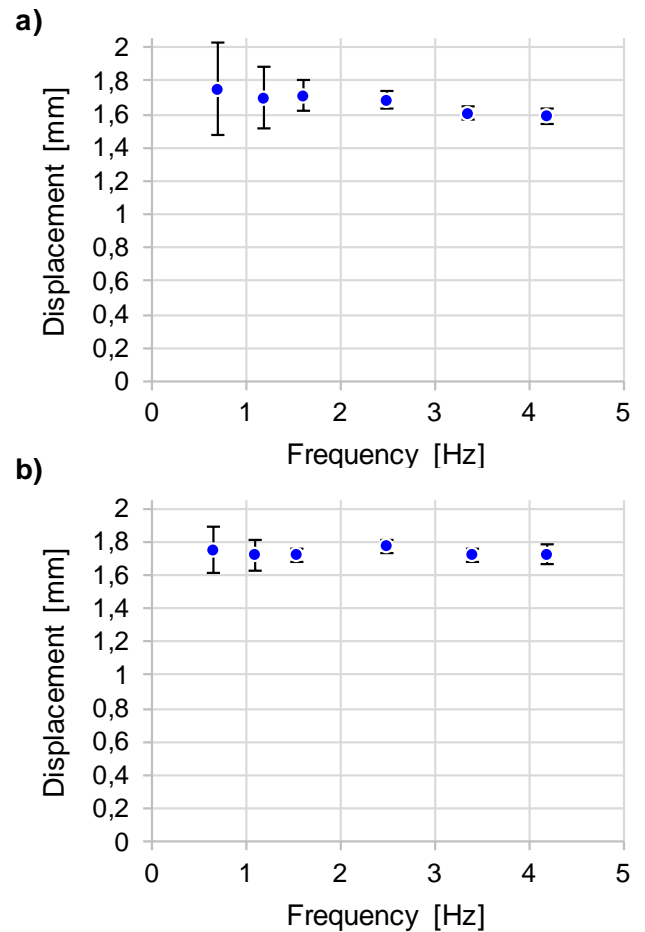 a)
Displacement [mm]
2
1,8
1,6
1,4
1,2
1
0,8
0,6
0,4
0,2
0
0 1 2 3 4 5
Frequency [Hz]
b)
Displacement [mm]
2
1,8
1,6
1,4
1,2
1
0,8
0,6
0,4
0,2
0
0 1 2 3 4 5
Frequency [Hz]